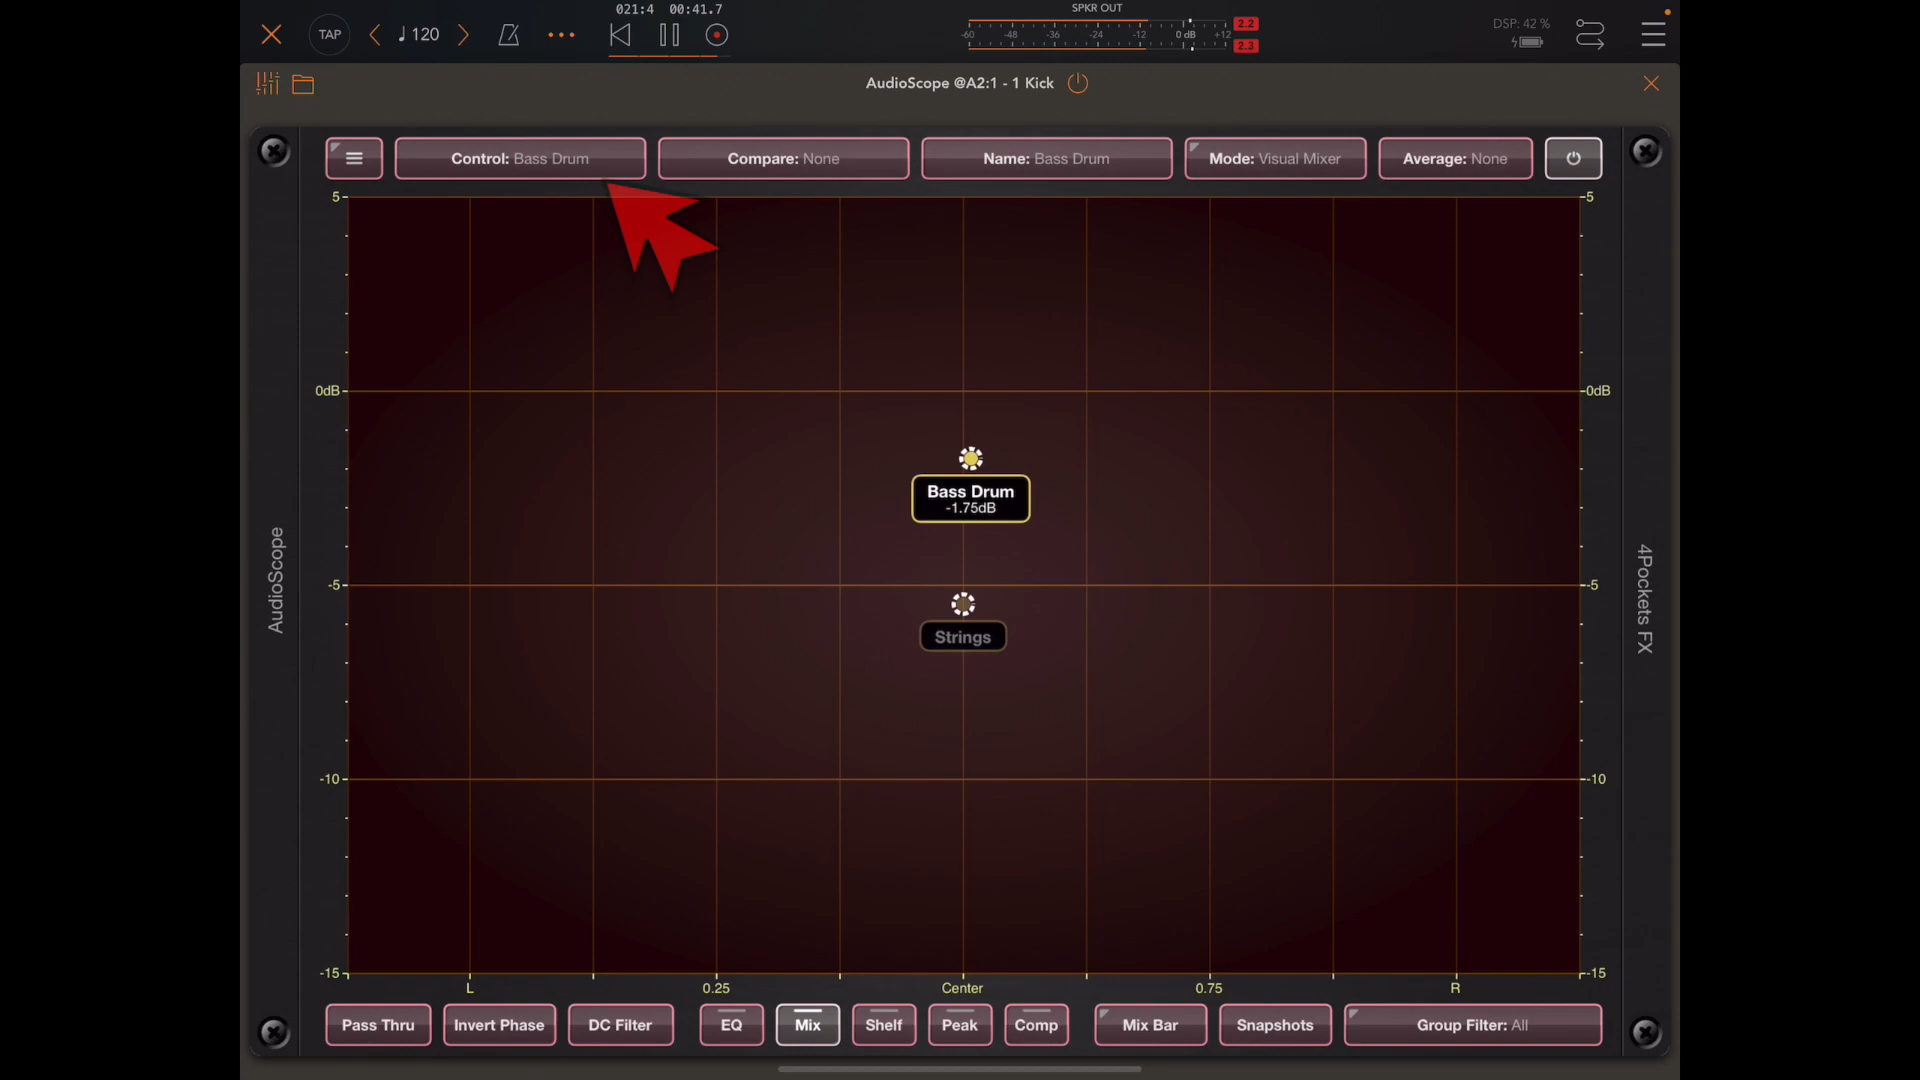 TAP
♩120
021:4 00:41.7
SPKR OUT
-60 -48 -36 -24 -12 0 dB +12
2.2
2.3
DSP: 42 %
AudioScope @A2:1 - 1 Kick
Control: Bass Drum
Compare: None
Name: Bass Drum
Mode: Visual Mixer
Average: None
5
0dB
-5
-10
-15
5
0dB
-5
-10
-15
Bass Drum
-1.75dB
Strings
AudioScope
4Pockets FX
L 0.25 Center 0.75 R
Pass Thru
Invert Phase
DC Filter
EQ
Mix
Shelf
Peak
Comp
Mix Bar
Snapshots
Group Filter: All